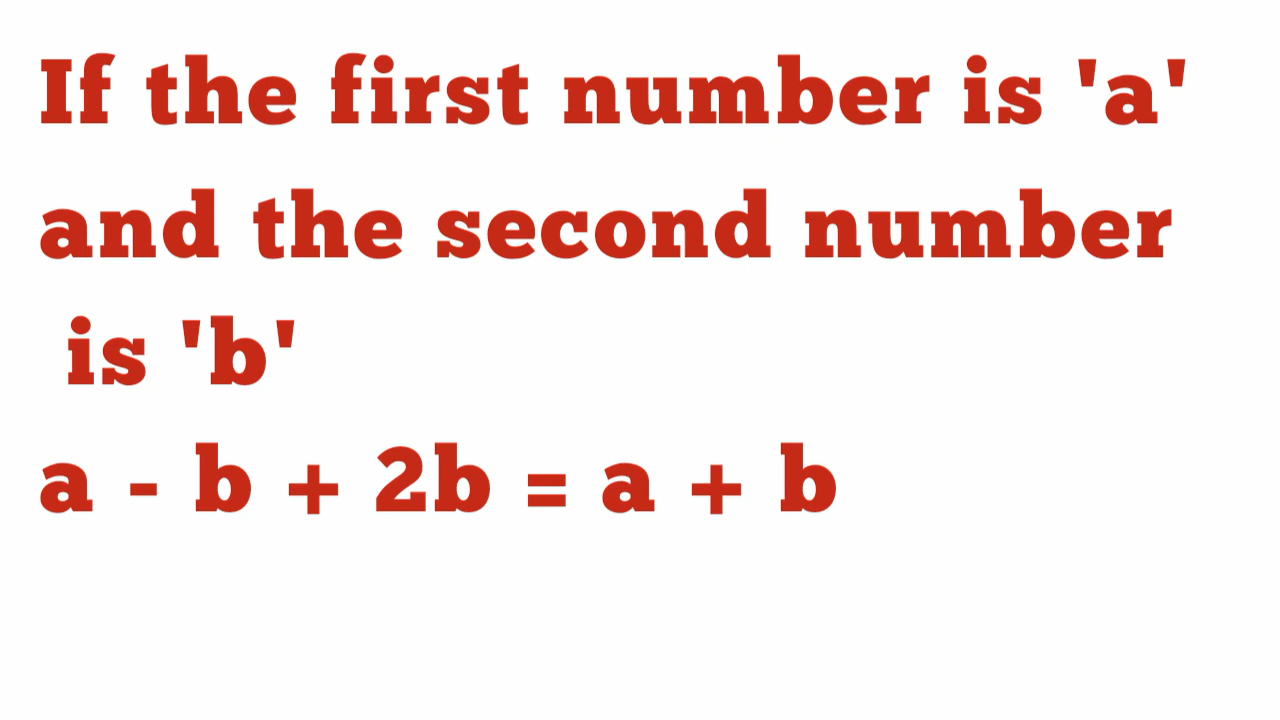 If the first number is 'a'
and the second number
is 'b'
a - b + 2b = a + b